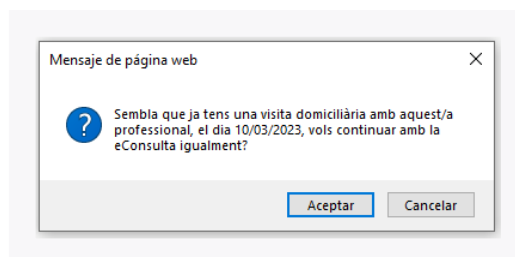 Mensaje de página web
Sembla que ja tens una visita domiciliària amb aquest/a
professional, el dia 10/03/2023, vols continuar amb la
eConsulta igualment?
Aceptar Cancelar